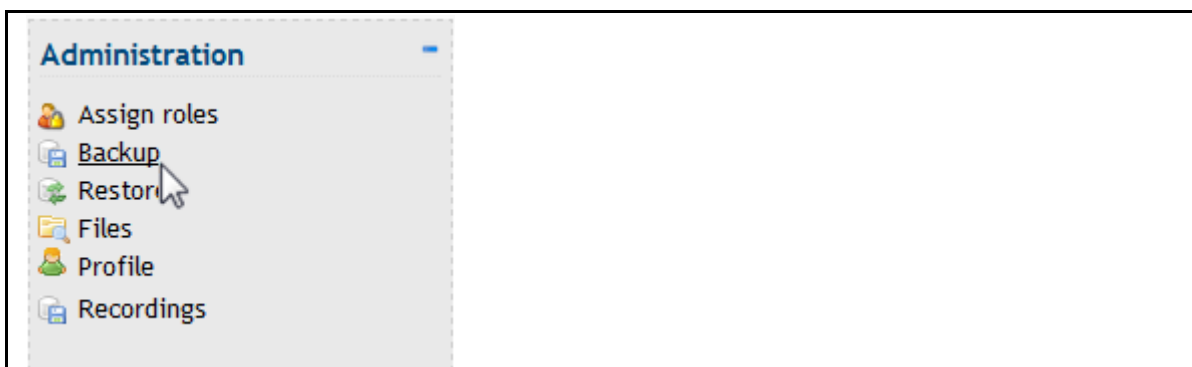 Administration
Assign roles
Backup
Restore
Files
Profile
Recordings